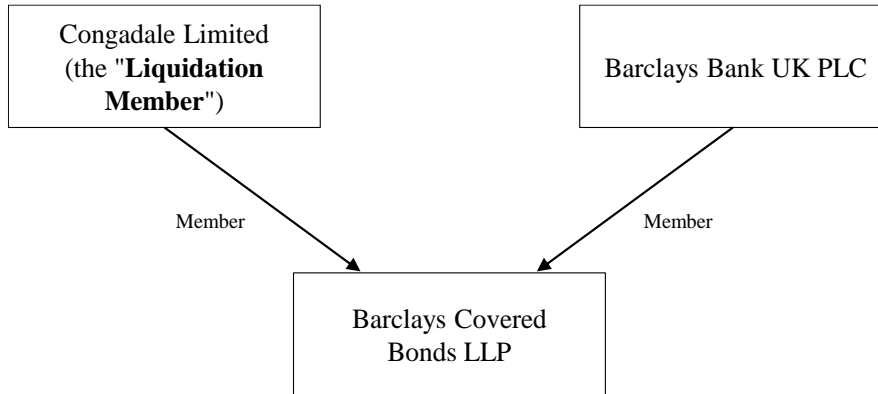 Congadale Limited
(the "Liquidation
Member")
Barclays Bank UK PLC
Member
Member
Barclays Covered
Bonds LLP